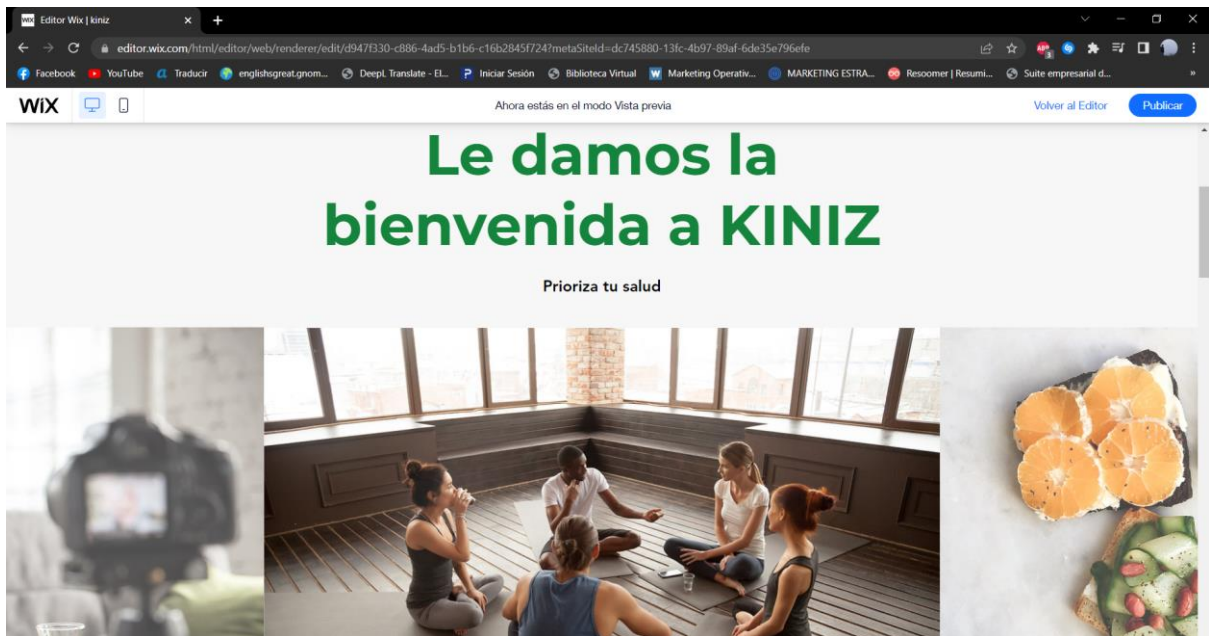 WiX Editor Wix | kiniz
editor.wix.com/html/editor/web/renderer/edit/d947f330-c886-4ad5-b1b6-c16b2845f724?metaSiteId=dc745880-13fc-4b97-89af-6de35e796efe
Facebook YouTube Traducir englishsgreat.gnom... DeepL Translate - El... Iniciar Sesión Biblioteca Virtual Marketing Operativ... MARKETING ESTRA... Resoomer | Resumi... Suite empresarial d... »
WiX Ahora estás en el modo Vista previa Volver al Editor Publicar
Le damos la
bienvenida a KINIZ
Prioriza tu salud